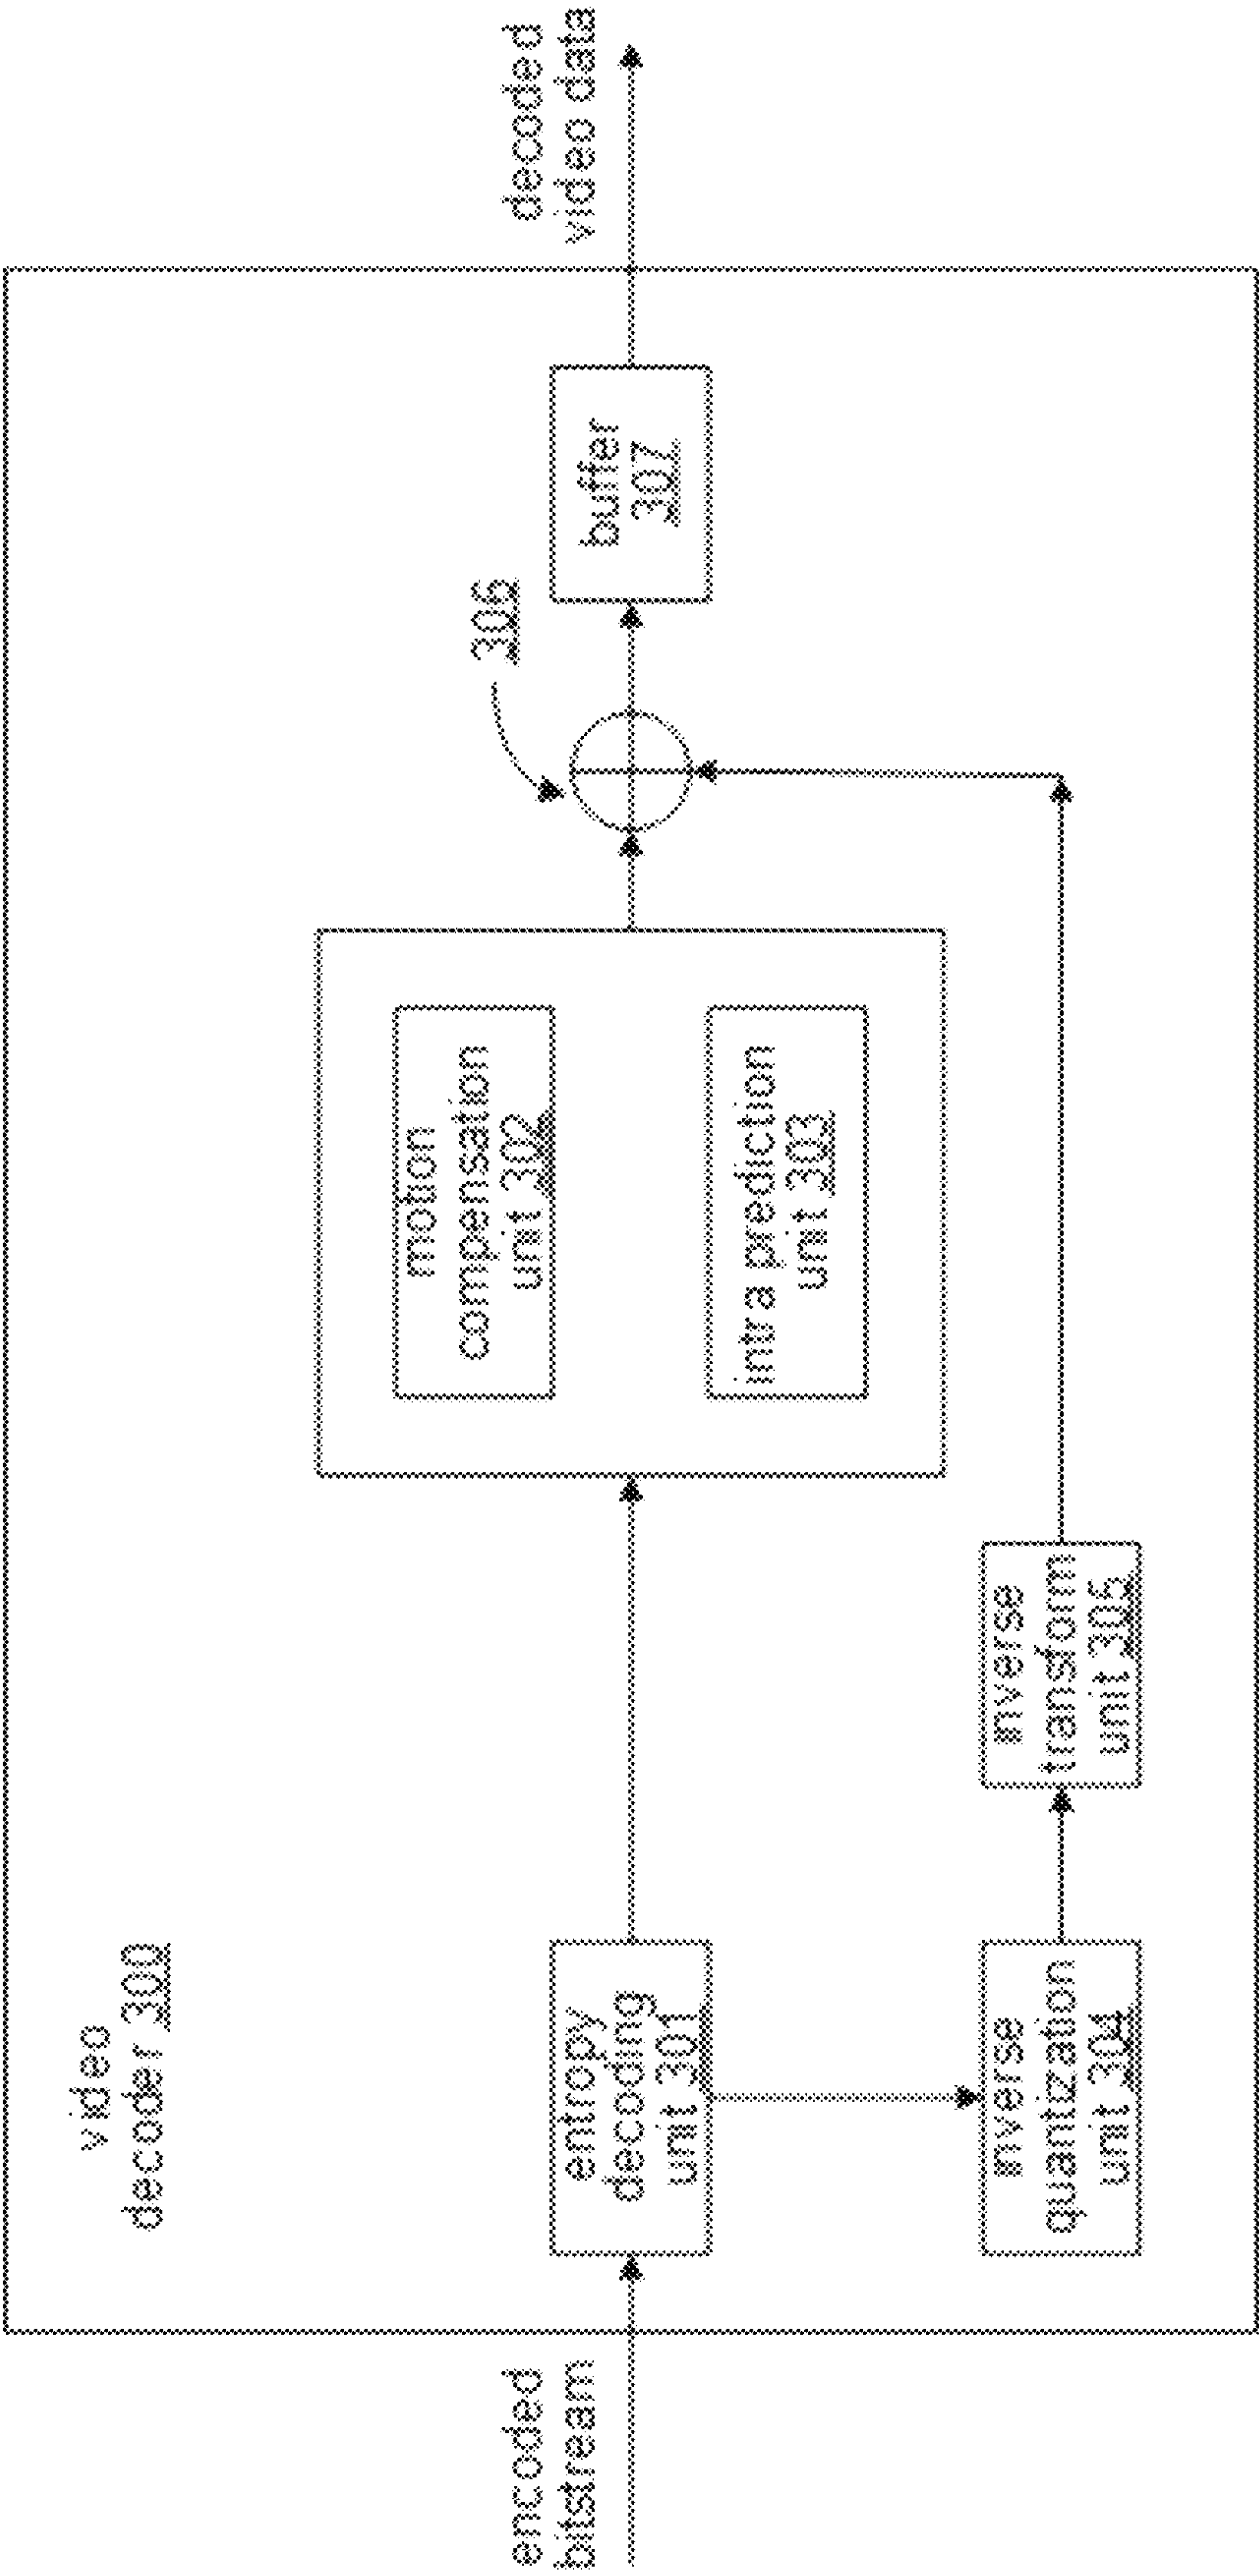 video
decoder 300
encoded
bitstream
entropy
decoding
unit 301
inverse
quantization
unit 304
inverse
transform
unit 305
motion
compensation
unit 302
intra prediction
unit 303
306
buffer
307
decoded
video data